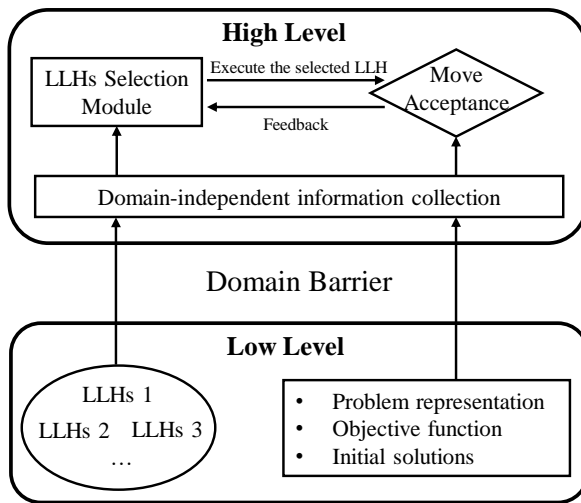 High Level
LLHs Selection
Module
Execute the selected LLH
Feedback
Move
Acceptance
Domain-independent information collection
Domain Barrier
Low Level
LLHs 1
LLHs 2 LLHs 3
…
• Problem representation
• Objective function
• Initial solutions